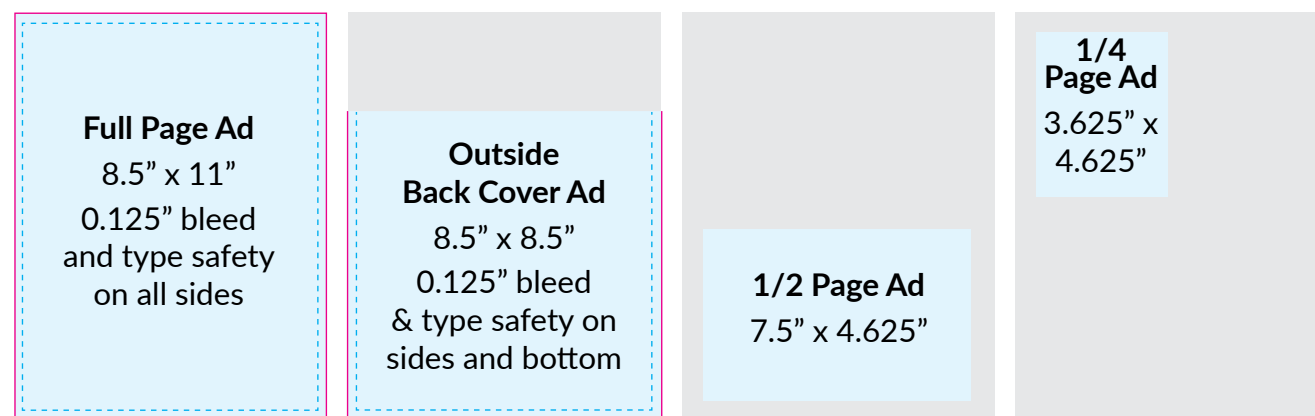 Full Page Ad
8.5” x 11”
0.125” bleed
and type safety
on all sides
Outside
Back Cover Ad
8.5” x 8.5”
0.125” bleed
& type safety on
sides and bottom
1/2 Page Ad
7.5” x 4.625”
1/4
Page Ad
3.625” x
4.625”